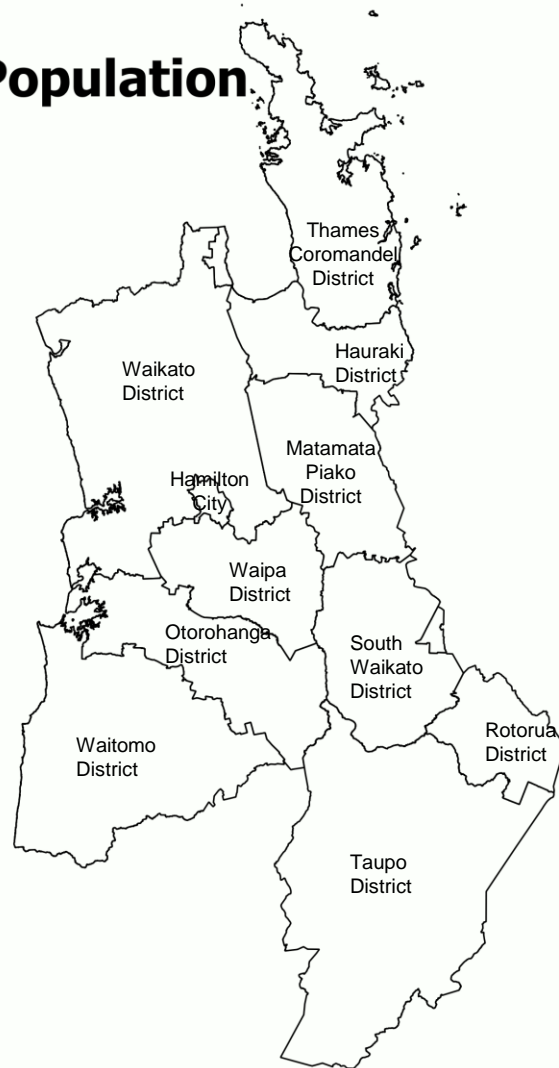 Population
Thames
Coromandel
District
Hauraki
District
Waikato
District
Matamata
Piako
District
Hamilton
City
Waipa
District
Otorohanga
District
South
Waikato
District
Rotorua
District
Waitomo
District
Taupo
District